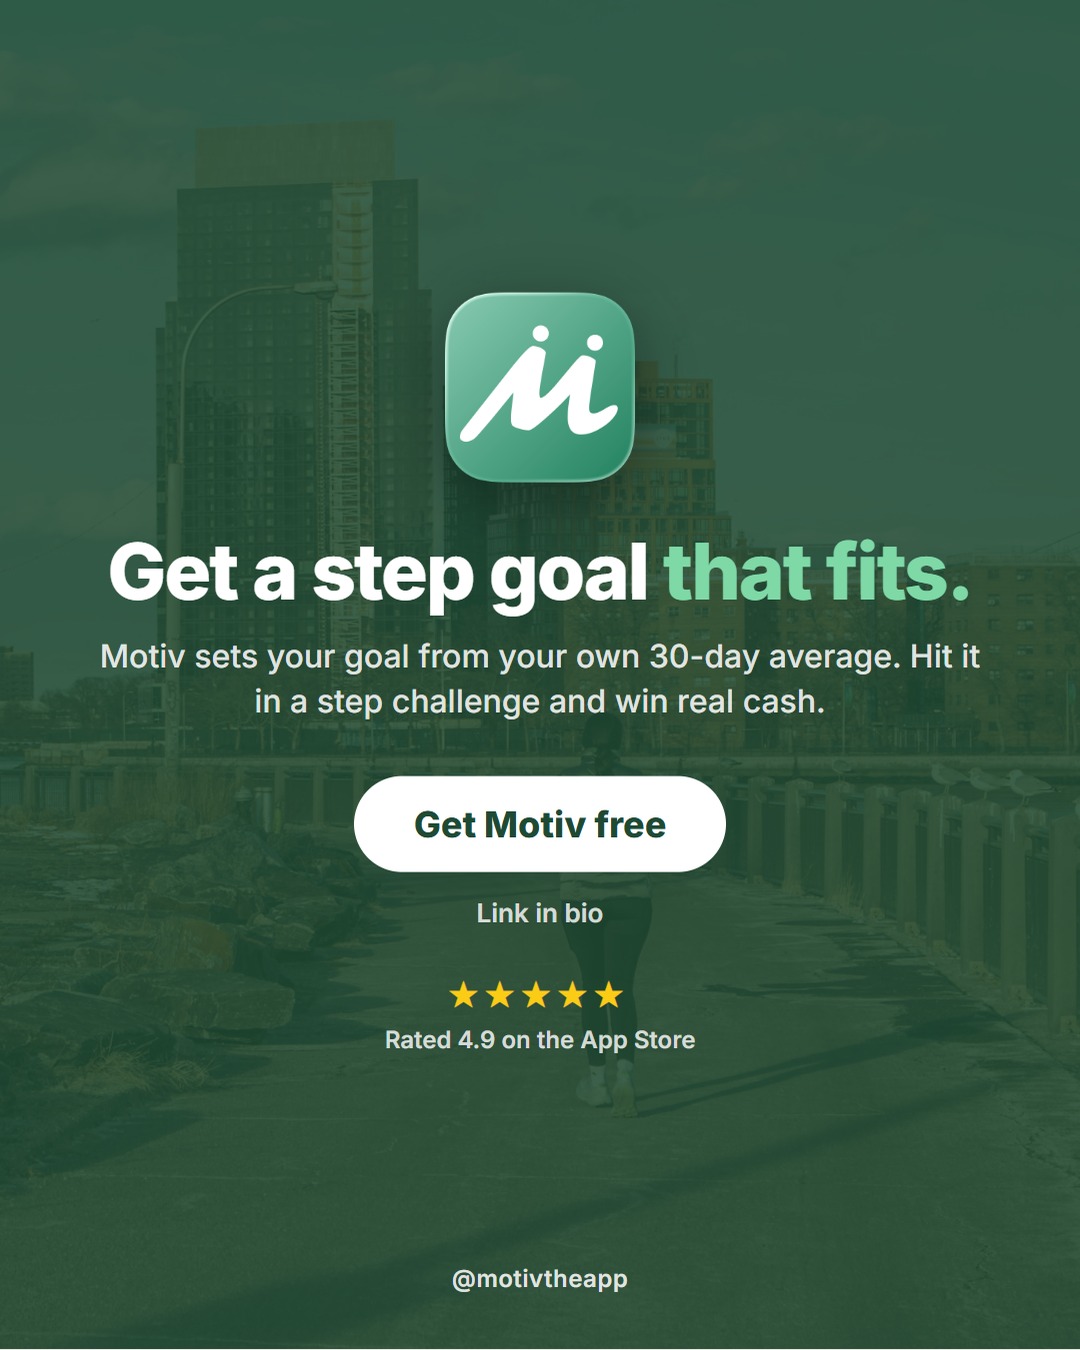 Get a step goal that fits.
Motiv sets your goal from your own 30-day average. Hit it
in a step challenge and win real cash.
Get Motiv free
Link in bio
★★★★★
Rated 4.9 on the App Store
@motivtheapp